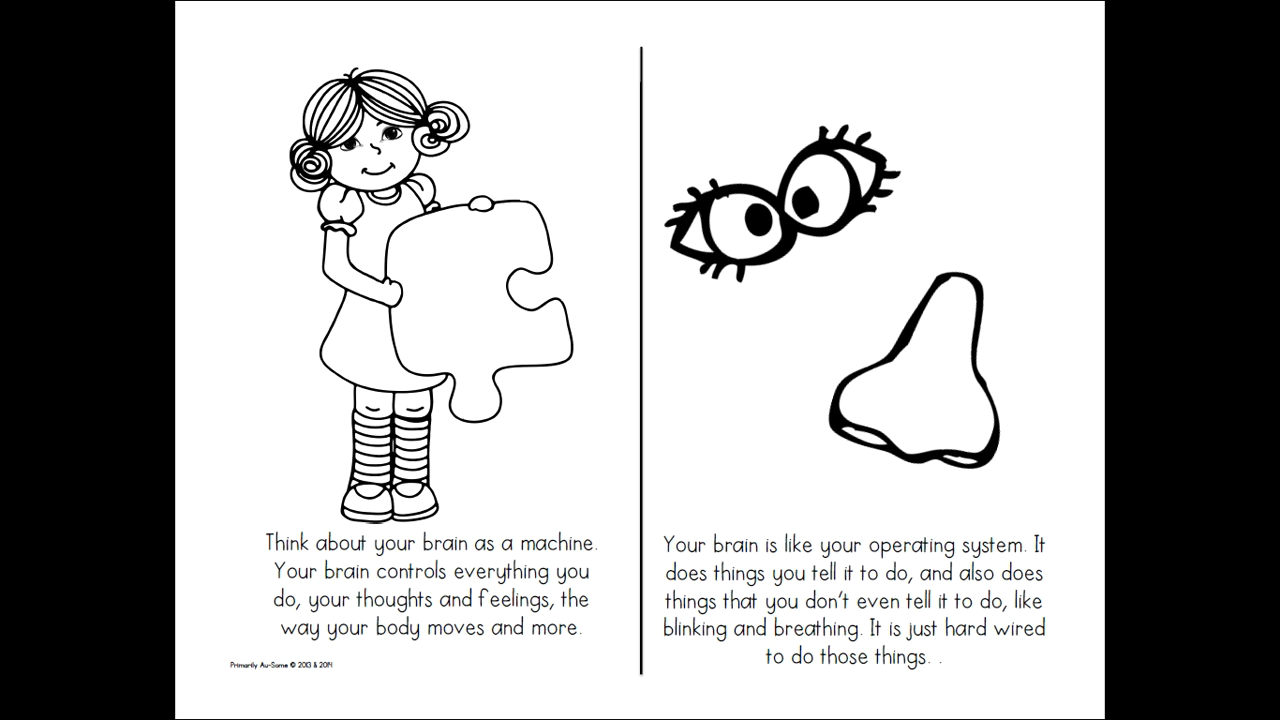 Think about your brain as a machine.
Your brain controls everything you
do, your thoughts and feelings, the
way your body moves and more.
Primarily Au-Some © 2013 & 2014
Your brain is like your operating system. It
does things you tell it to do, and also does
things that you don't even tell it to do, like
blinking and breathing. It is just hard wired
to do those things. .